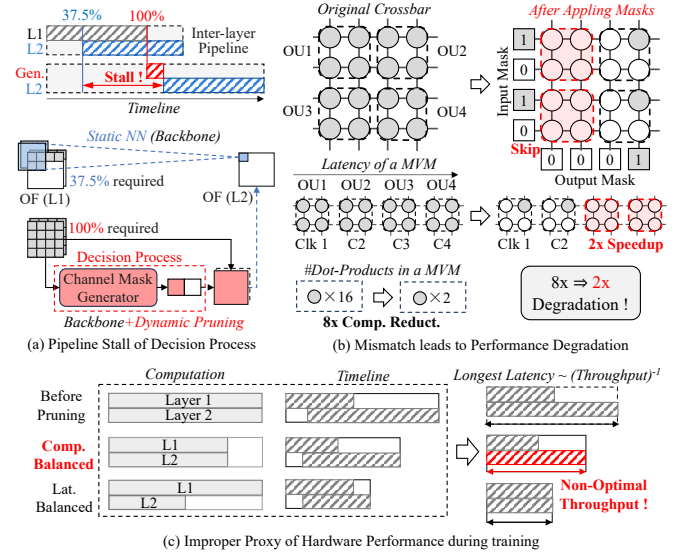 37.5%
100%
L1
L2
Inter-layer
Pipeline
Gen.
L2
Stall !
Timeline
Static NN (Backbone)
37.5% required
OF (L1)
OF (L2)
100% required
Decision Process
Channel Mask
Generator
Backbone+Dynamic Pruning
(a) Pipeline Stall of Decision Process
Original Crossbar
OU1
OU2
OU3
OU4
After Appling Masks
Input Mask
1
0
1
0
Skip
0
0
0
1
Output Mask
Latency of a MVM
OU1 OU2 OU3 OU4
Clk 1 C2 C3 C4
Clk 1 C2 2x Speedup
#Dot-Products in a MVM
×16
×2
8x Comp. Reduct.
8x ⇒ 2x
Degradation !
(b) Mismatch leads to Performance Degradation
Computation
Timeline
Longest Latency ~ (Throughput)-1
Before
Pruning
Layer 1
Layer 2
Comp.
Balanced
L1
L2
Lat.
Balanced
L1
L2
Non-Optimal
Throughput !
(c) Improper Proxy of Hardware Performance during training